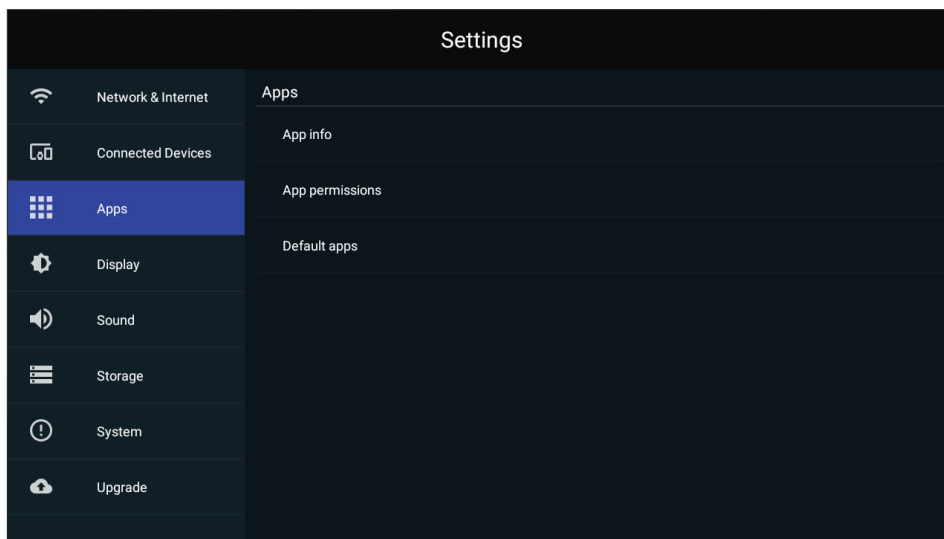 Settings
Network & Internet
Connected Devices
Apps
Display
Sound
Storage
System
Upgrade
Apps
App info
App permissions
Default apps